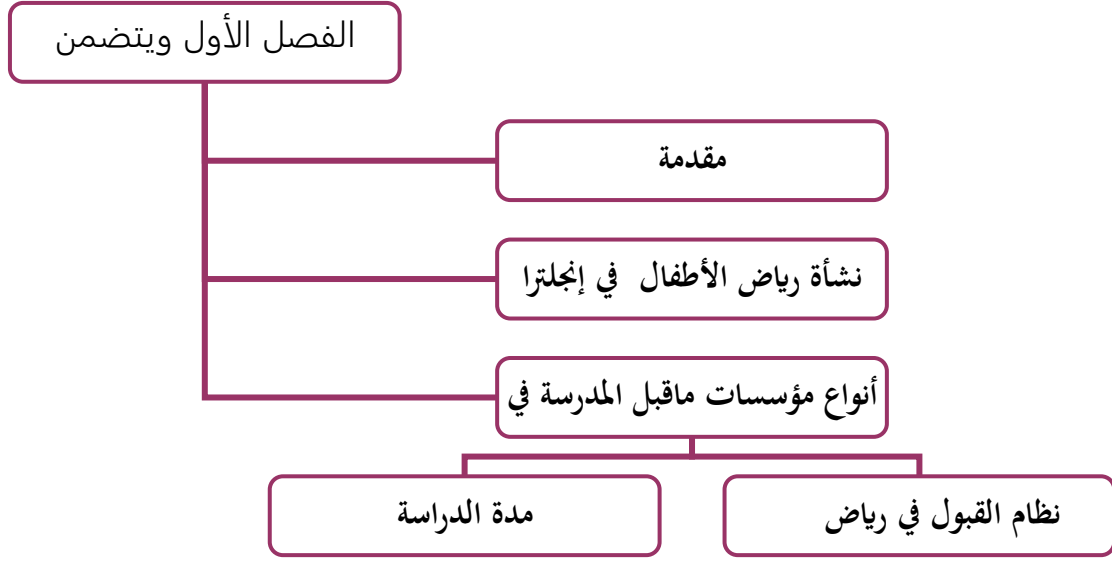 الفصل الأول ويتضمن
مقدمة
نشأة رياض الأطفال في إنجلترا
أنواع مؤسسات ماقبل المدرسة في
نظام القبول في رياض
مدة الدراسة